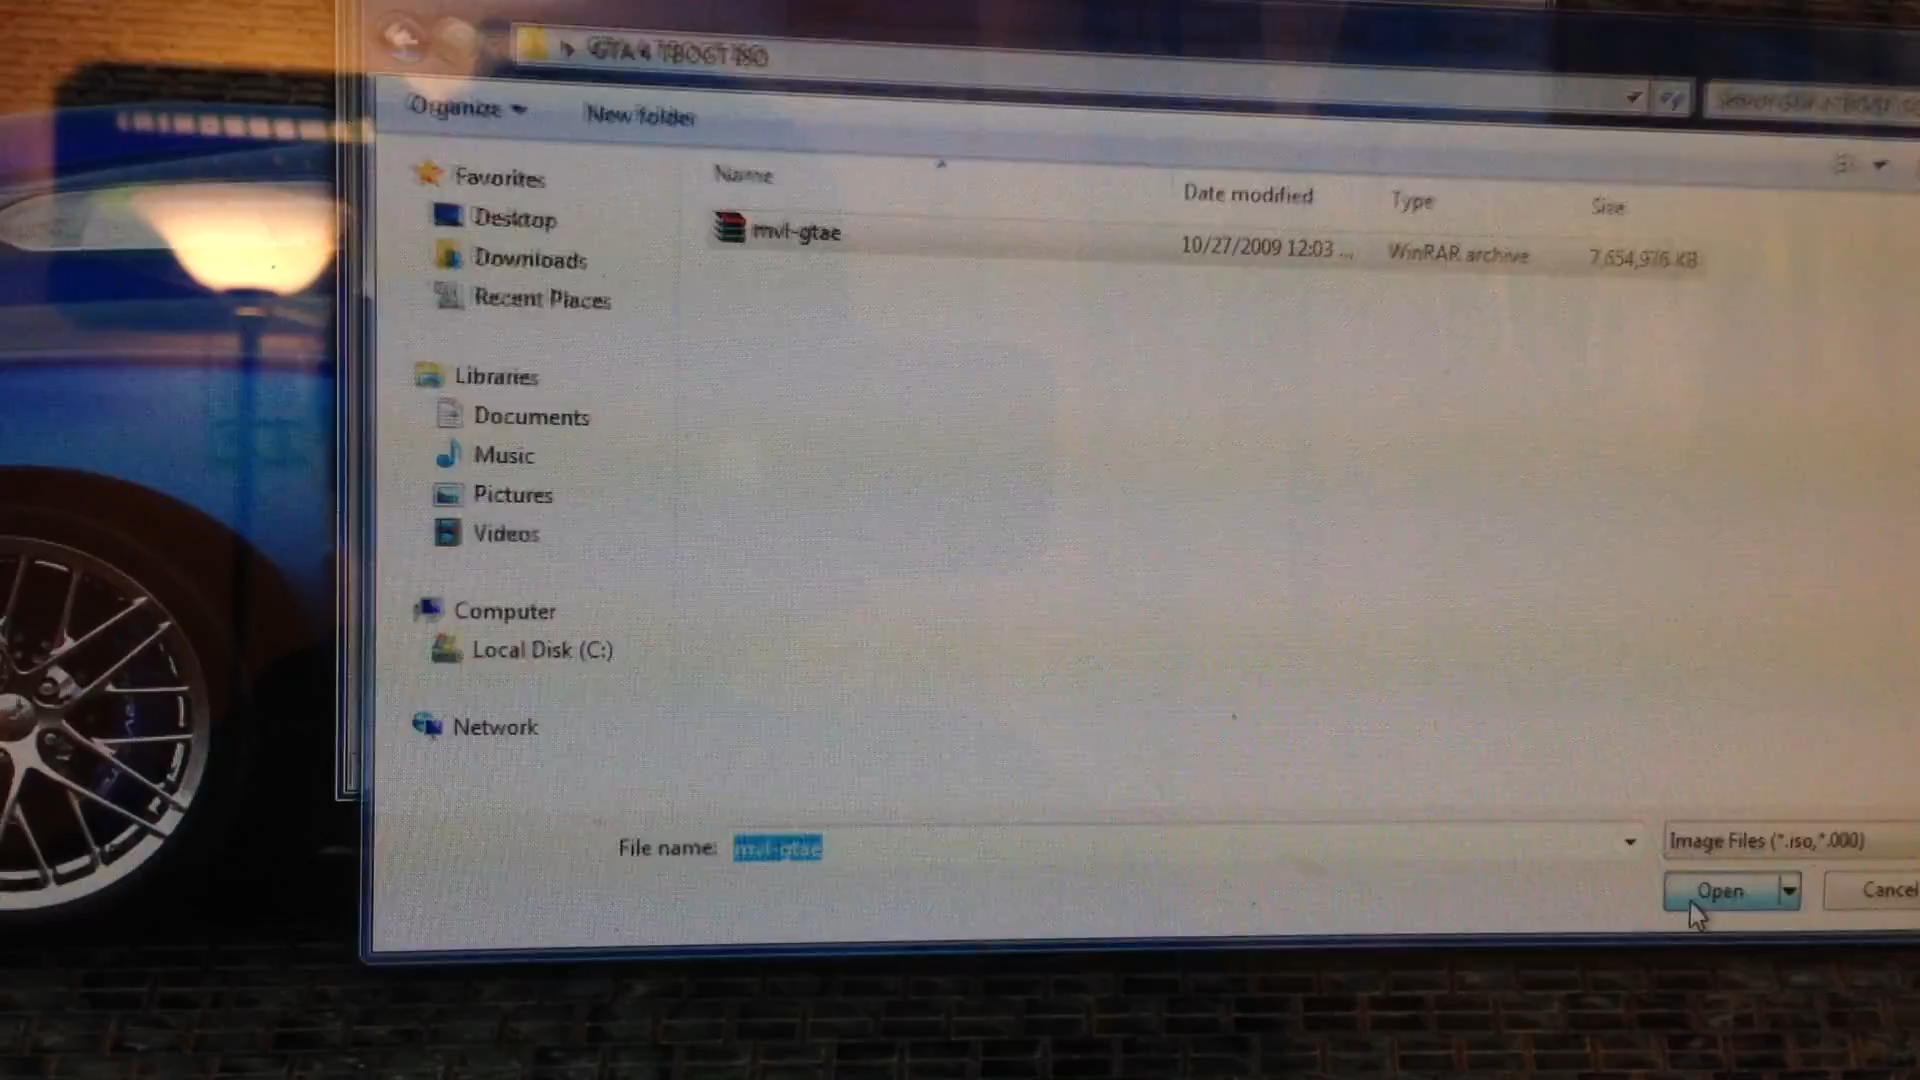 GTA 4 TBOGT ISO
Organize
New folder
Favorites
Desktop
Downloads
Recent Places
Libraries
Documents
Music
Pictures
Videos
Computer
Local Disk (C:)
Network
Name
Date modified
Type
Size
mvl-gtae
10/27/2009 12:03 ...
WinRAR archive
7,654,976 KB
File name:
mvl-gtae
Image Files (*.iso,*.000)
Open
Cancel